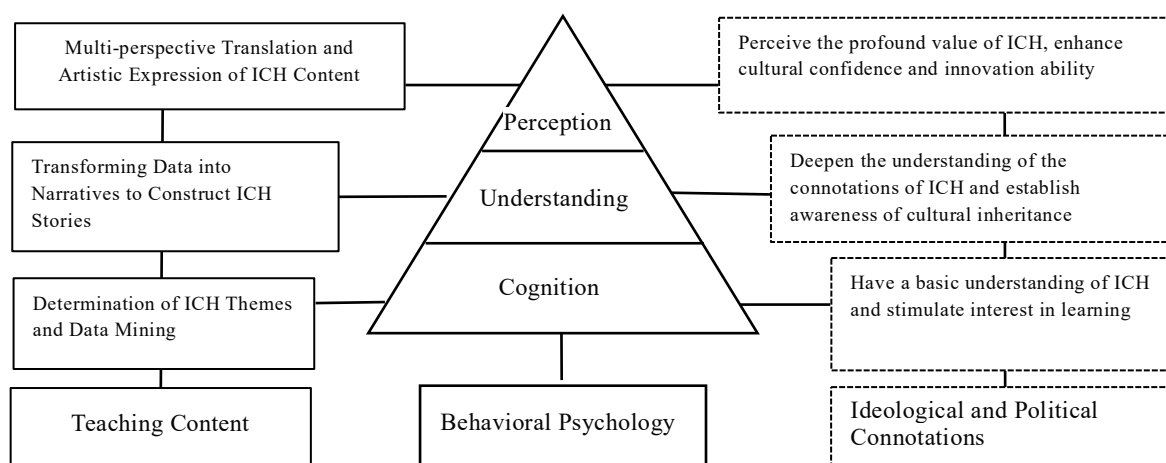 Multi-perspective Translation and
Artistic Expression of ICH Content
Perceive the profound value of ICH, enhance
cultural confidence and innovation ability
Perception
Transforming Data into
Narratives to Construct ICH
Stories
Understanding
Deepen the understanding of the
connotations of ICH and establish
awareness of cultural inheritance
Determination of ICH Themes
and Data Mining
Cognition
Have a basic understanding of ICH
and stimulate interest in learning
Teaching Content
Behavioral Psychology
Ideological and Political
Connotations